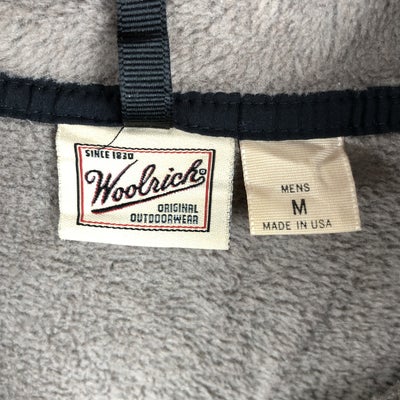 SINCE 1830
Woolrich®
ORIGINAL
OUTDOORWEAR
MENS
M
MADE IN USA